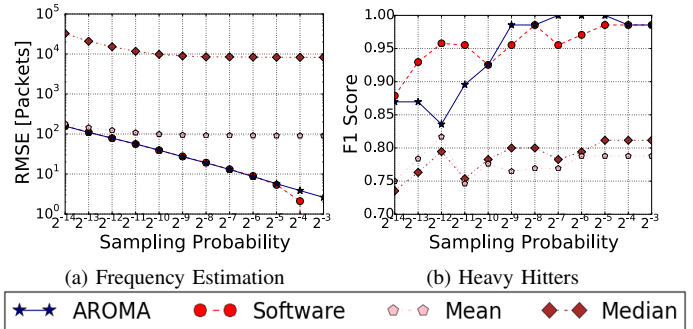 10^5
10^4
10^3
10^2
10^1
10^0
RMSE [Packets]
2^-14 2^-13 2^-12 2^-11 2^-10 2^-9 2^-8 2^-7 2^-6 2^-5 2^-4 2^-3
Sampling Probability
(a) Frequency Estimation
1.00
0.95
0.90
0.85
0.80
0.75
0.70
F1 Score
2^-14 2^-13 2^-12 2^-11 2^-10 2^-9 2^-8 2^-7 2^-6 2^-5 2^-4 2^-3
Sampling Probability
(b) Heavy Hitters
AROMA Software Mean Median